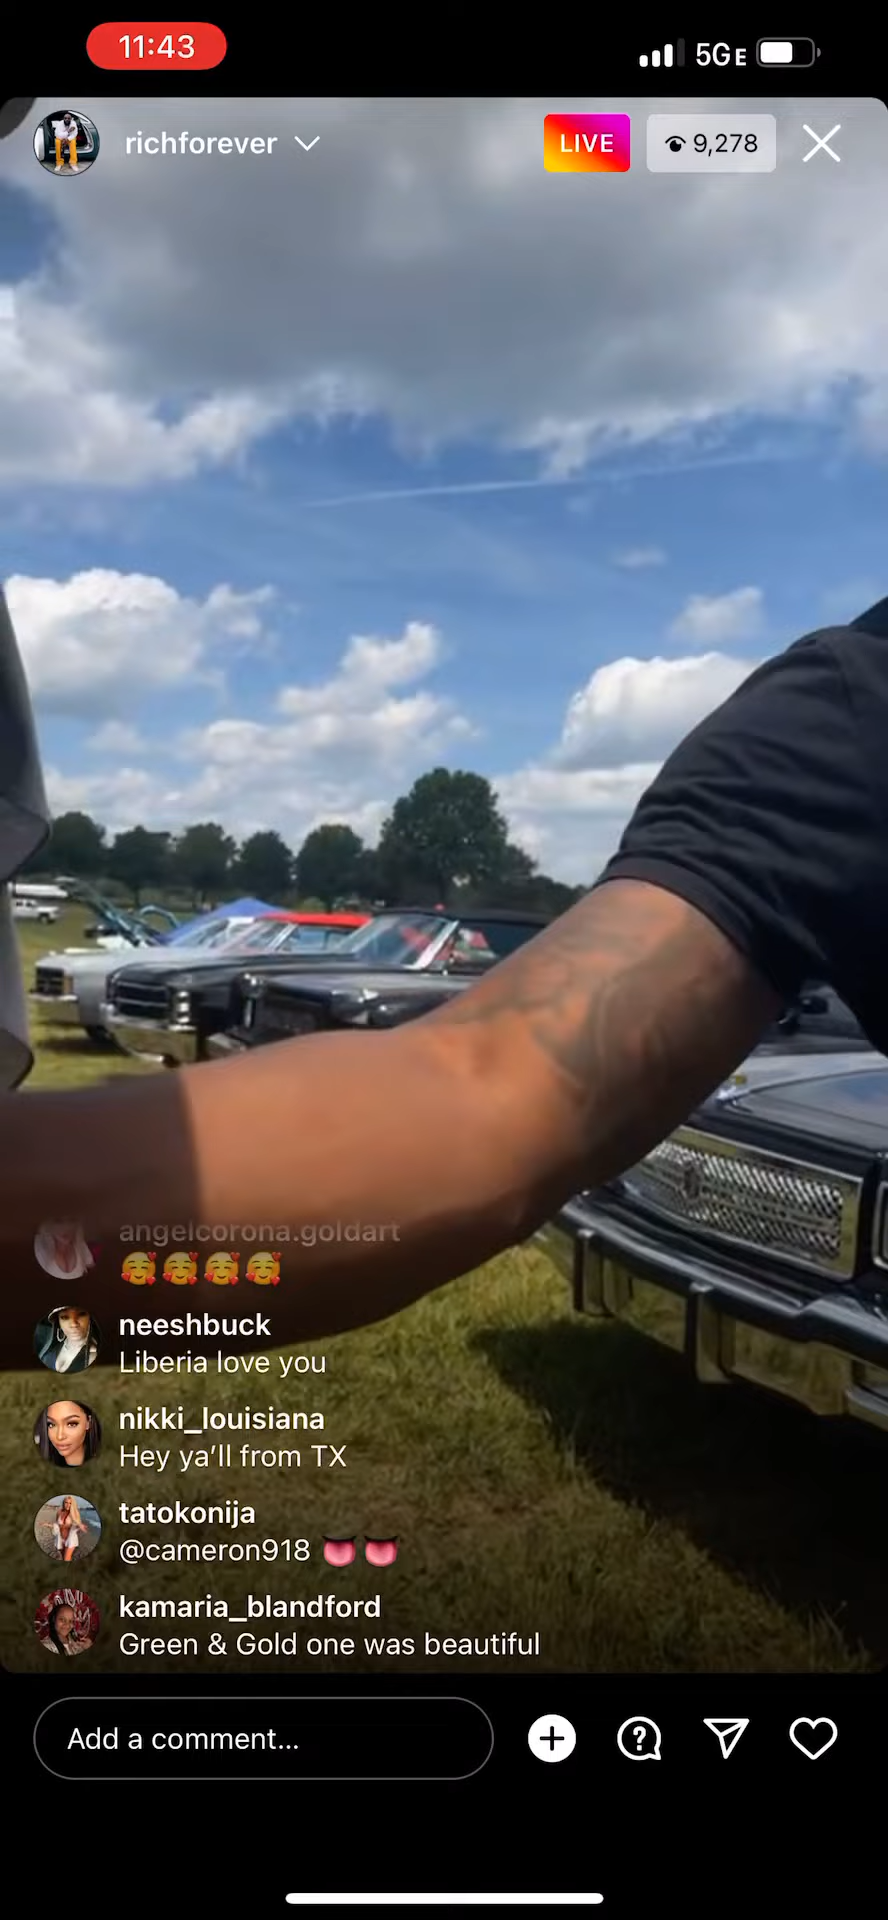 11:43
5GE
richforever
LIVE
9,278
angelcorona.goldart
🥰🥰🥰🥰
neeshbuck
Liberia love you
nikki_louisiana
Hey ya’ll from TX
tatokonija
@cameron918 👅👅
kamaria_blandford
Green & Gold one was beautiful
Add a comment...